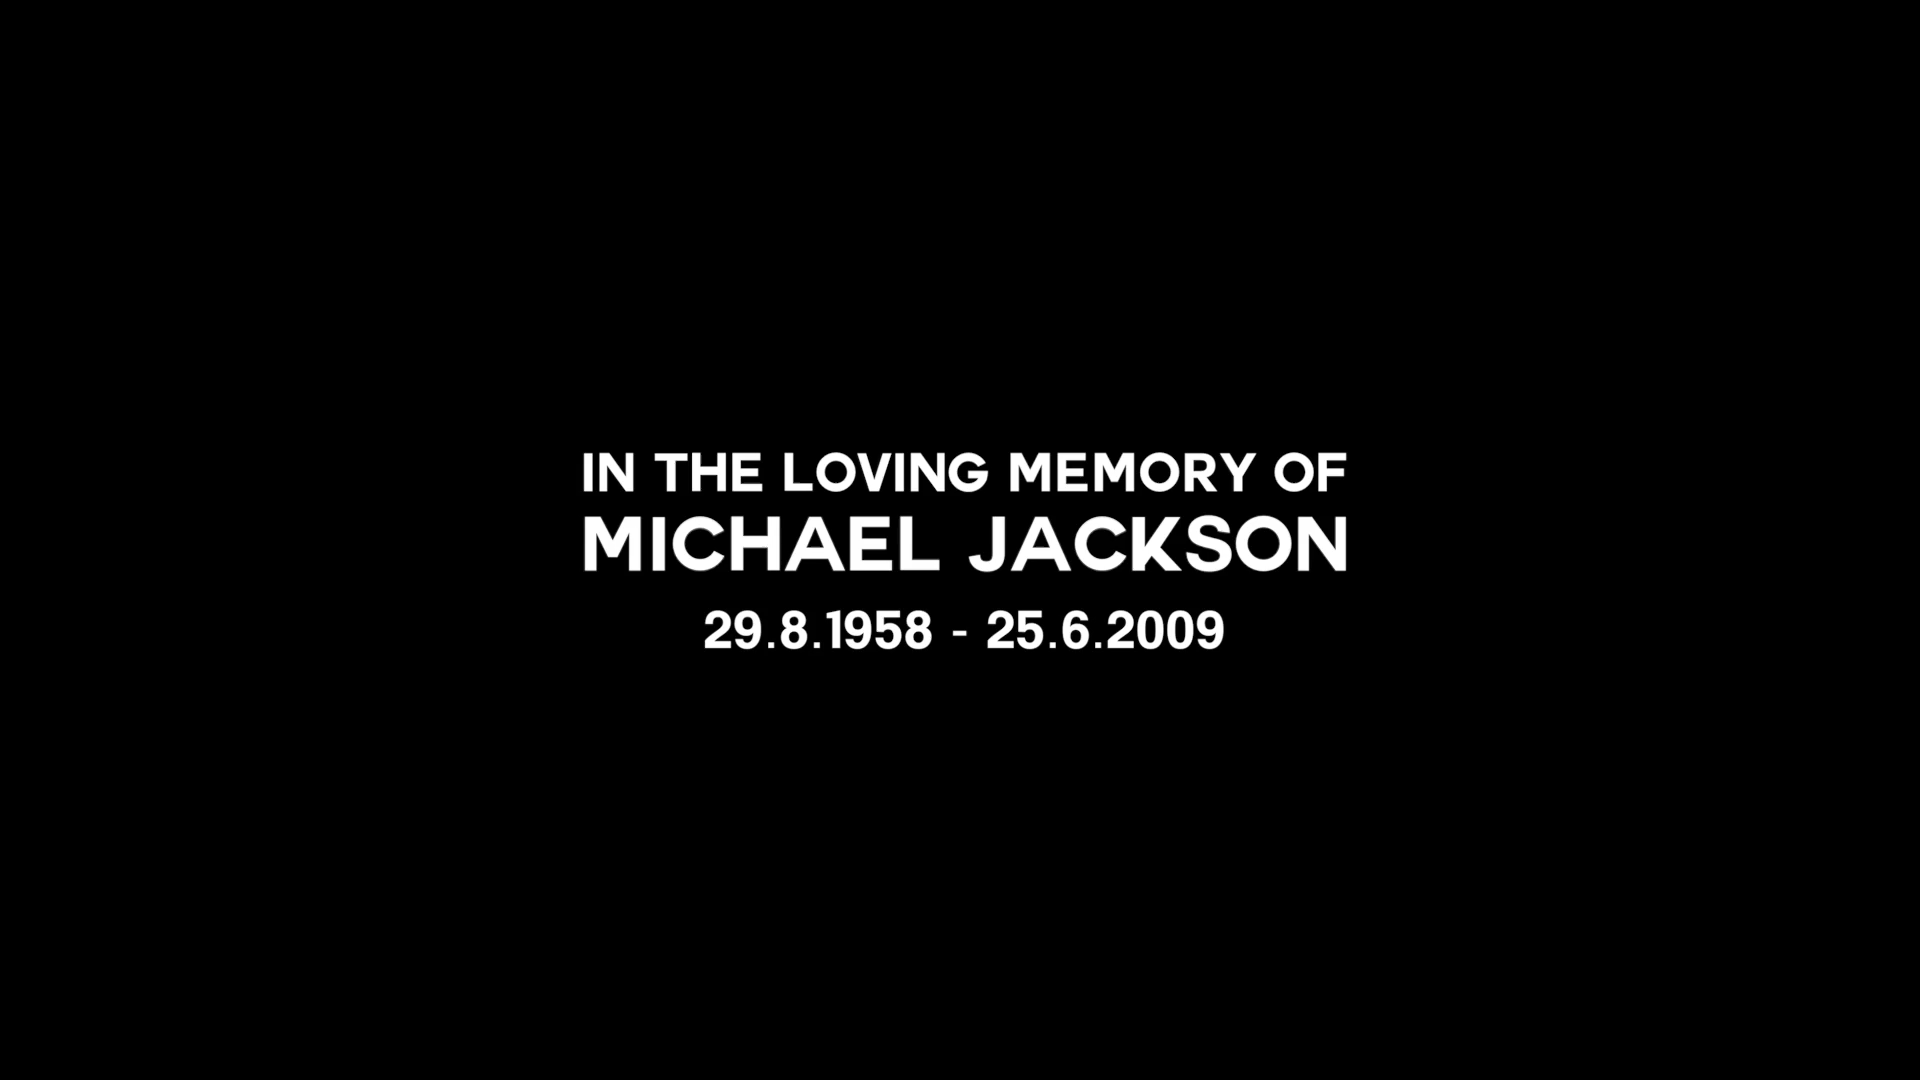 IN THE LOVING MEMORY OF
MICHAEL JACKSON
29.8.1958 - 25.6.2009